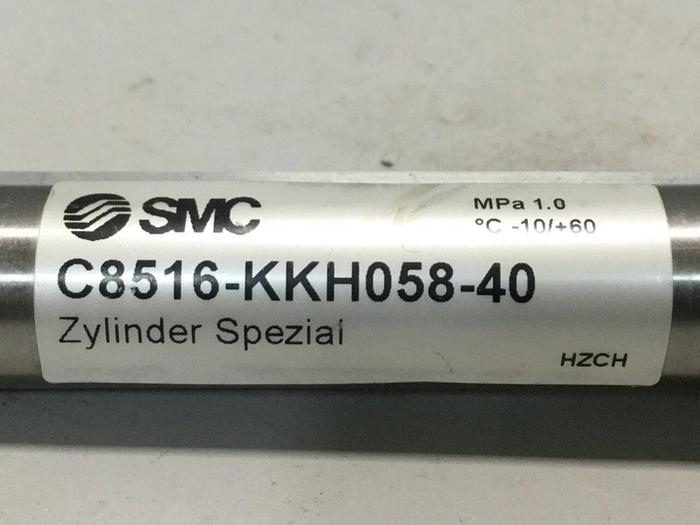 SMC
MPa 1.0
°C -10/+60
C8516-KKH058-40
Zylinder Spezial
HZCH